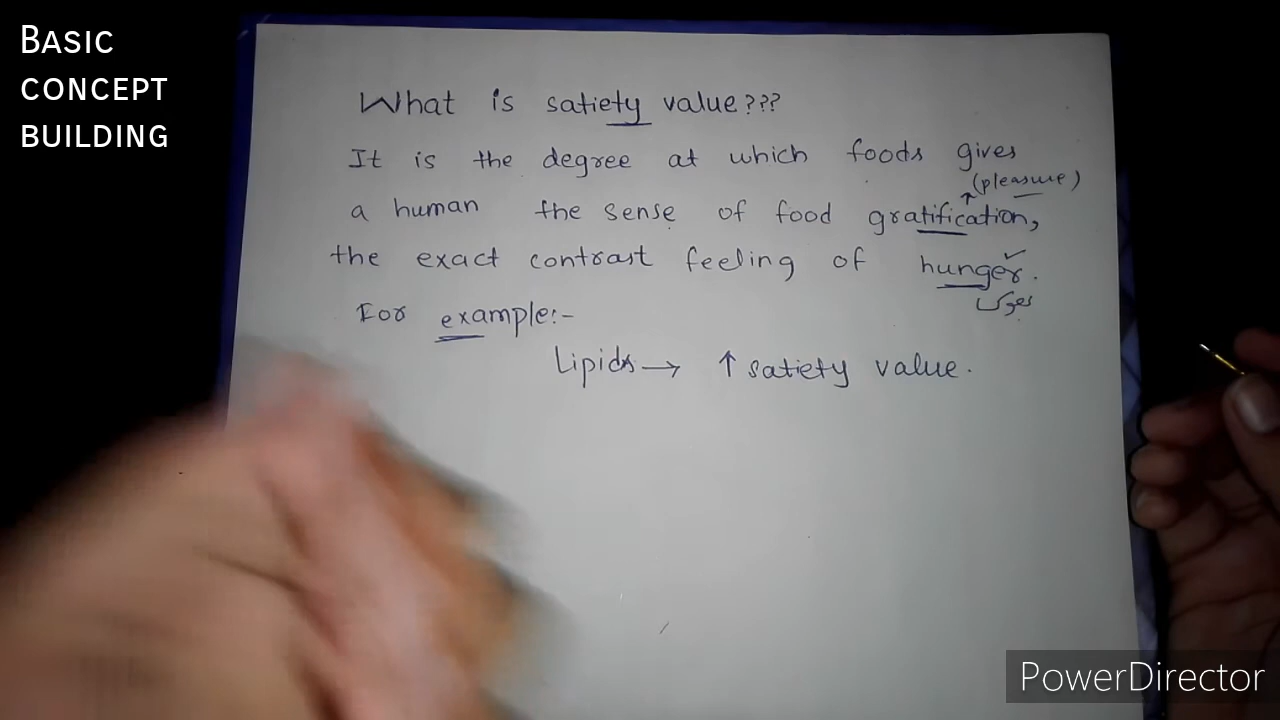 BASIC
CONCEPT
BUILDING
What is satiety value???
It is the degree at which foods gives
(pleasure)
a human the sense of food gratification,
the exact contrast feeling of hunger.
بھوک
For example:-
Lipids → ↑ satiety value.
PowerDirector